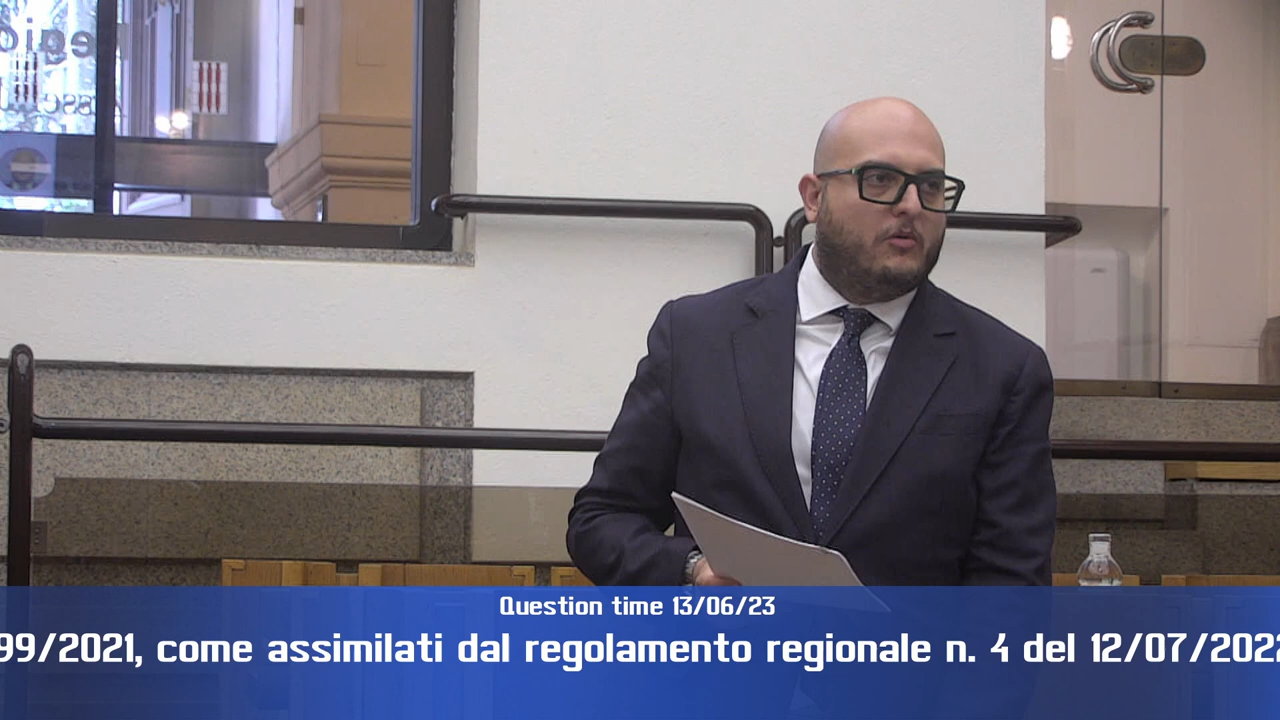 Question time 13/06/23
99/2021, come assimilati dal regolamento regionale n. 4 del 12/07/2022